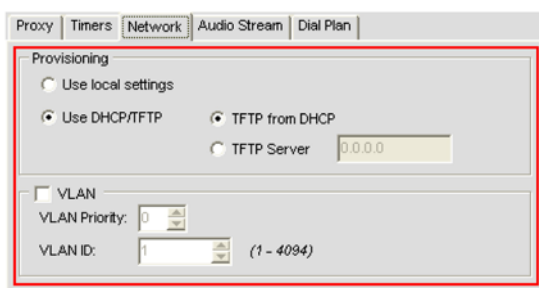 Proxy Timers Network Audio Stream Dial Plan
Provisioning
Use local settings
Use DHCP/TFTP TFTP from DHCP
TFTP Server 0.0.0.0
VLAN
VLAN Priority: 0
VLAN ID: 1 (1 - 4094)